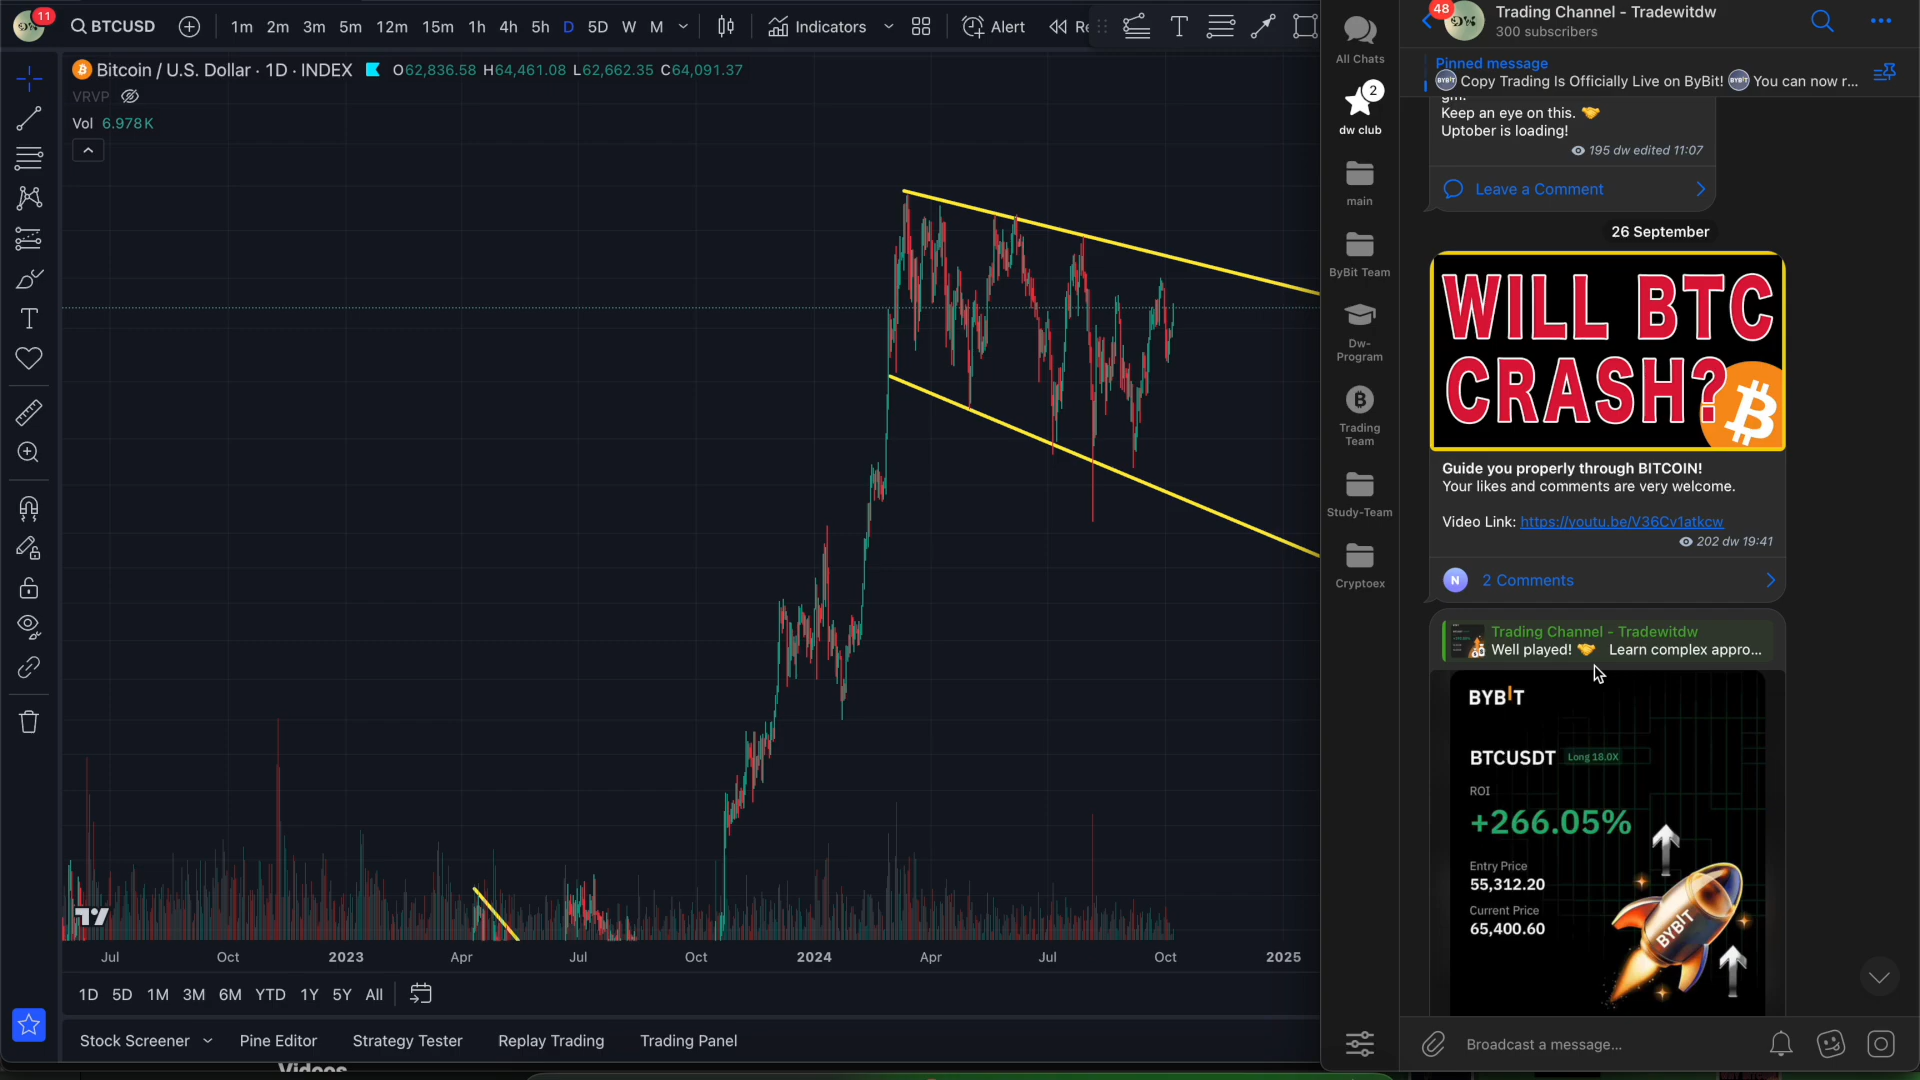 11
BTCUSD
1m 2m 3m 5m 12m 15m 1h 4h 5h D 5D W M
Indicators
Alert
Re
Bitcoin / U.S. Dollar · 1D · INDEX
O62,836.58 H64,461.08 L62,662.35 C64,091.37
VRVP
Vol 6.978K
Jul Oct 2023 Apr Jul Oct 2024 Apr Jul Oct 2025
1D 5D 1M 3M 6M YTD 1Y 5Y All
Stock Screener Pine Editor Strategy Tester Replay Trading Trading Panel
Videos
All Chats
2
dw club
main
ByBit Team
Dw-
Program
Trading
Team
Study-Team
Cryptoex
48
Trading Channel - Tradewitdw
300 subscribers
Pinned message
Copy Trading Is Officially Live on ByBit! You can now r...
gm!
Keep an eye on this. 🤝
Uptober is loading!
195 dw edited 11:07
Leave a Comment
26 September
WILL BTC
CRASH?
Guide you properly through BITCOIN!
Your likes and comments are very welcome.
Video Link: https://youtu.be/V36Cv1atkcw
202 dw 19:41
N
2 Comments
Trading Channel - Tradewitdw
Well played! 🤝 Learn complex appro...
BYBIT
BTCUSDT Long 18.0X
ROI
+266.05%
Entry Price
55,312.20
Current Price
65,400.60
BYBIT
Broadcast a message...